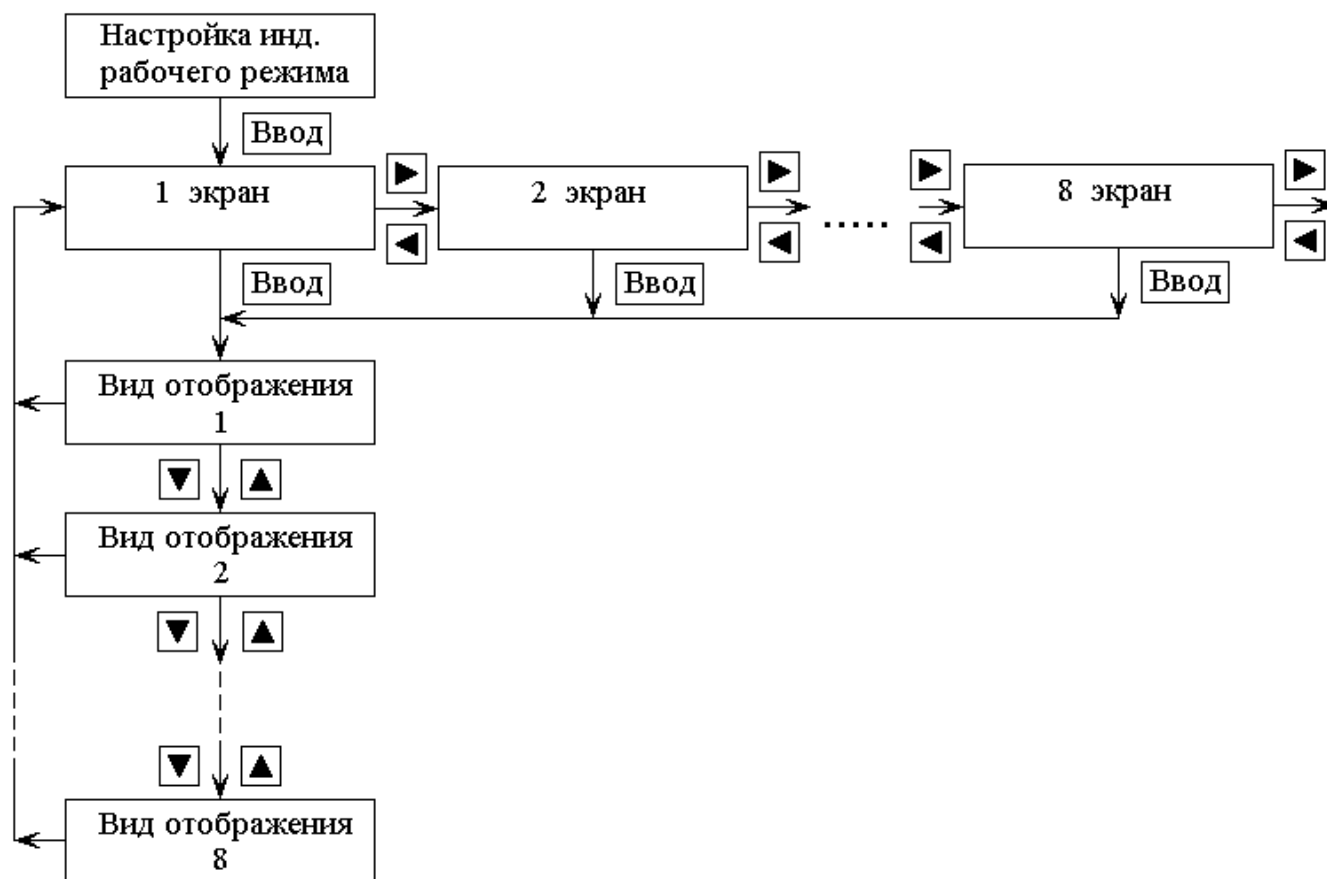 Настройка инд.
рабочего режима
Ввод
1 экран
2 экран
.....
8 экран
Ввод
Ввод
Ввод
Вид отображения
1
Вид отображения
2
Вид отображения
8